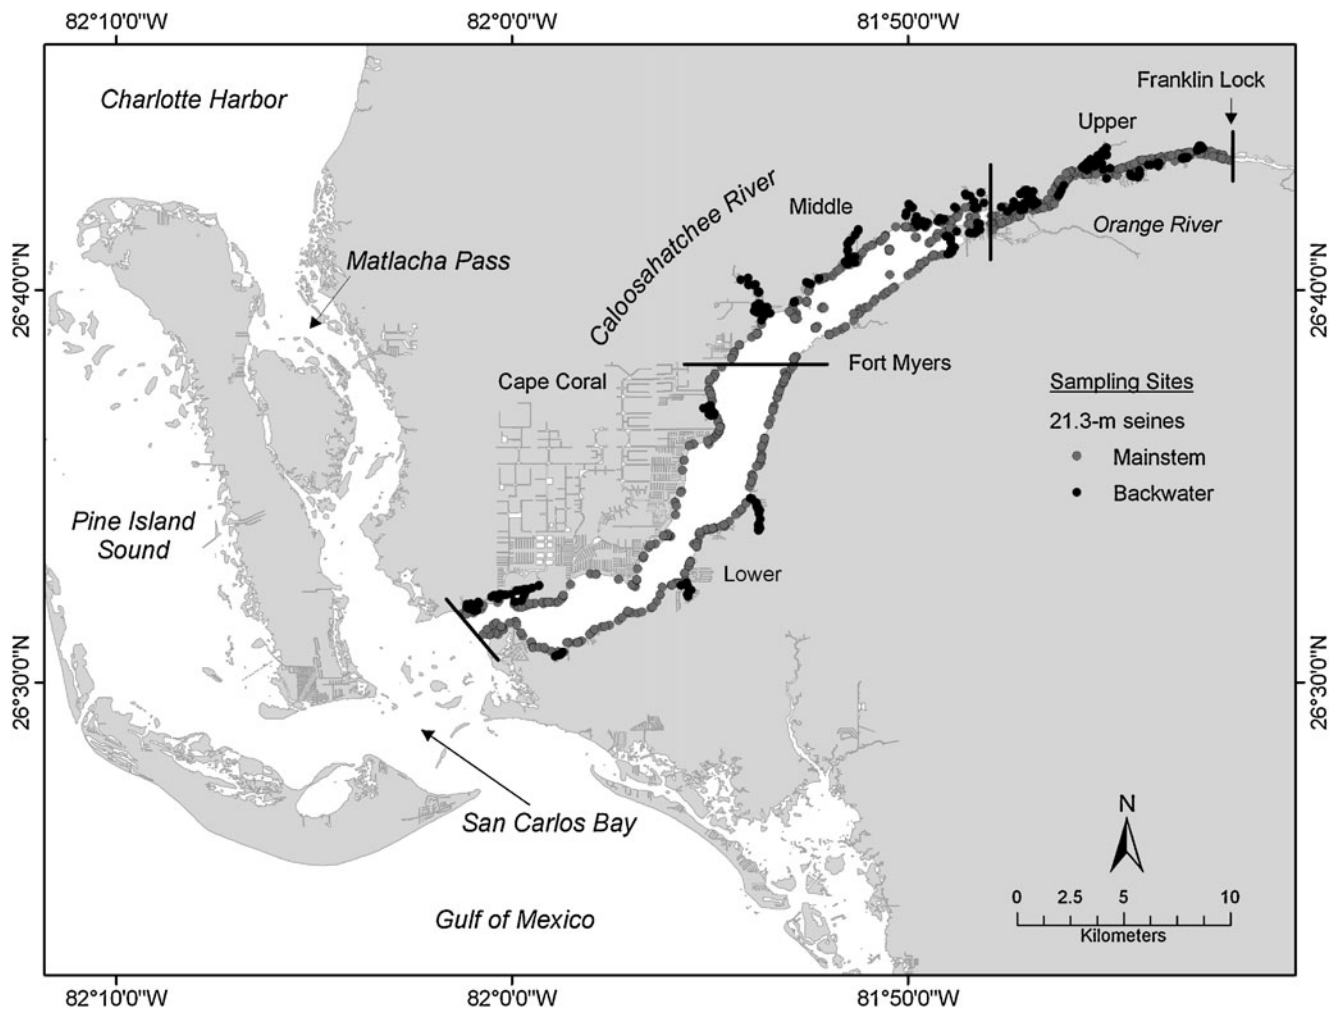 82°10'0"W
82°0'0"W
81°50'0"W
Charlotte Harbor
Franklin Lock
Upper
Caloosahatchee River
Middle
Orange River
Matlacha Pass
26°40'0"N
26°40'0"N
Fort Myers
Cape Coral
Sampling Sites
21.3-m seines
Mainstem
Backwater
Pine Island
Sound
Lower
26°30'0"N
26°30'0"N
San Carlos Bay
N
0 2.5 5 10
Kilometers
Gulf of Mexico
82°10'0"W
82°0'0"W
81°50'0"W